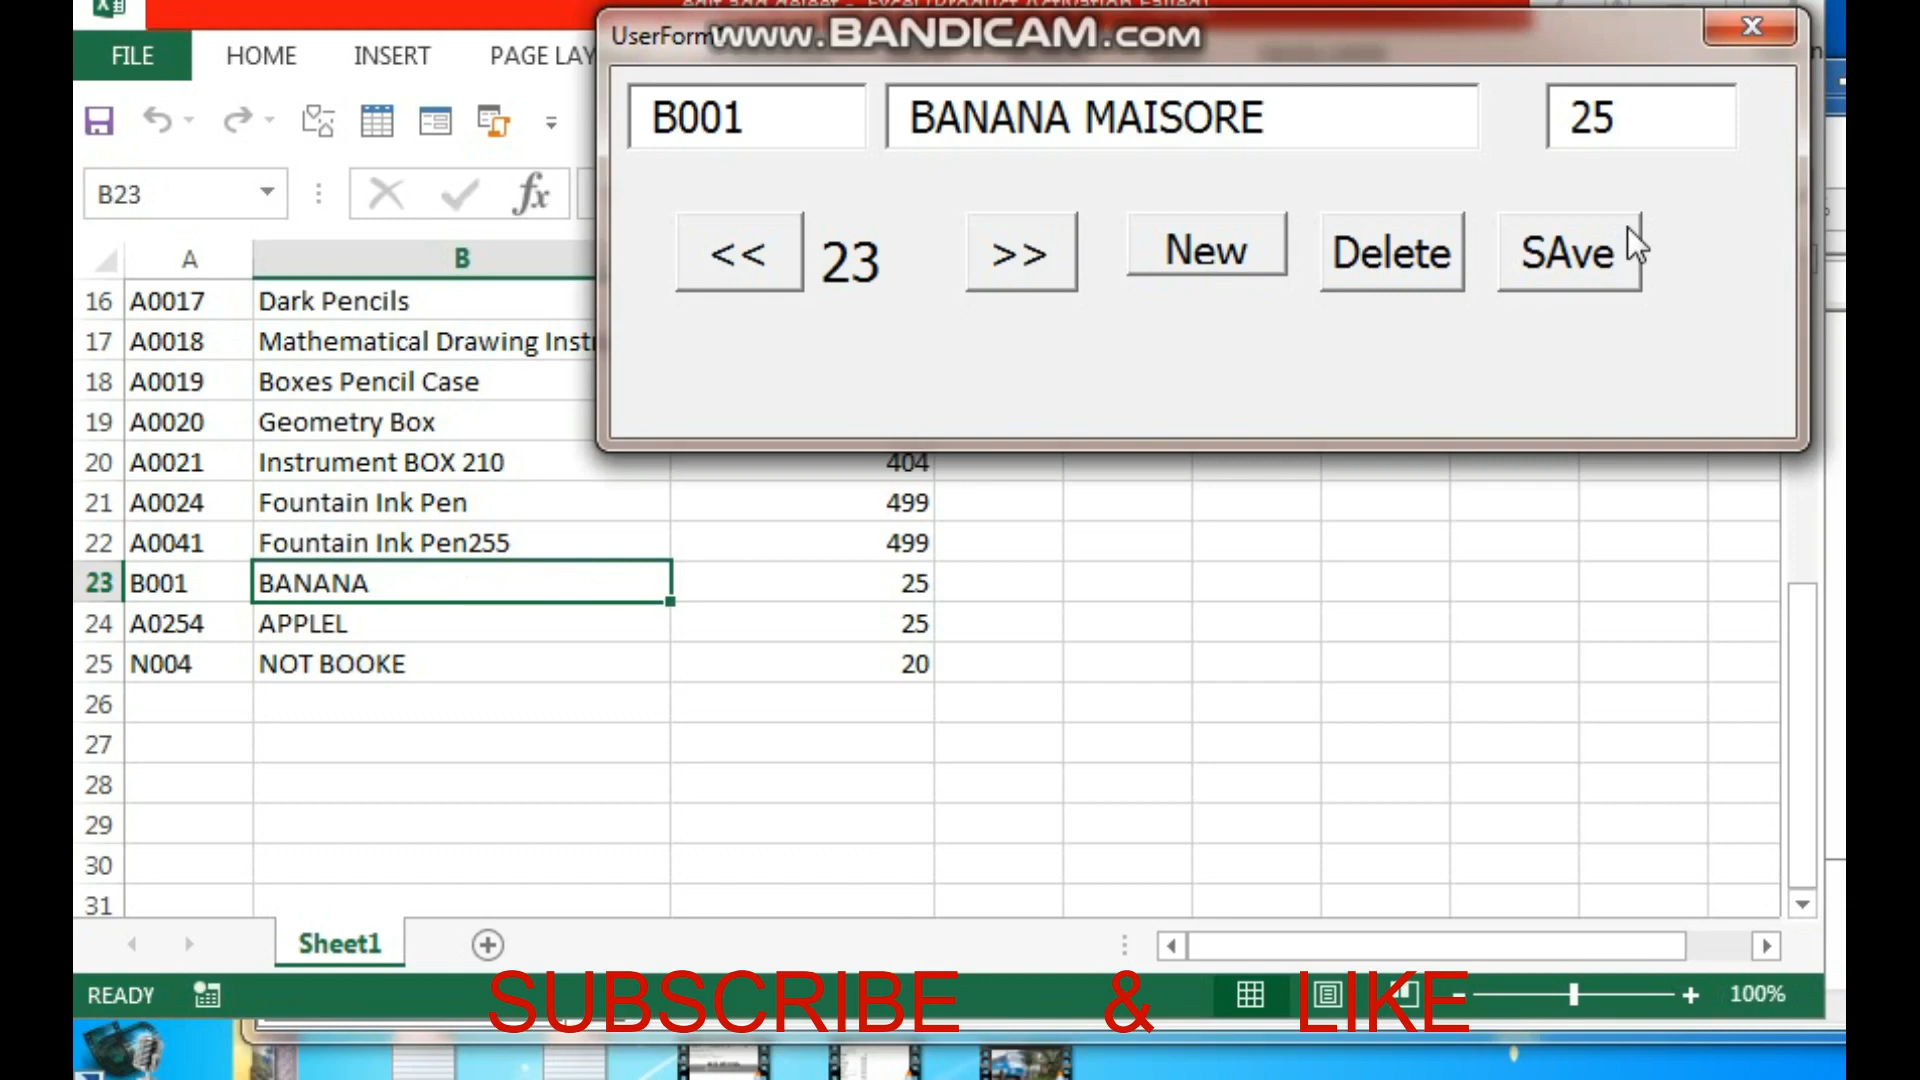 UserForm
www.BANDICAM.com
FILE HOME INSERT PAGE LAY
B001 BANANA MAISORE 25
<< 23 >> New Delete SAve
B23 fx
A B
16 A0017 Dark Pencils
17 A0018 Mathematical Drawing Inst
18 A0019 Boxes Pencil Case
19 A0020 Geometry Box
20 A0021 Instrument BOX 210 404
21 A0024 Fountain Ink Pen 499
22 A0041 Fountain Ink Pen255 499
23 B001 BANANA 25
24 A0254 APPLEL 25
25 N004 NOT BOOKE 20
26
27
28
29
30
31
Sheet1
READY 100%
SUBSCRIBE & LIKE